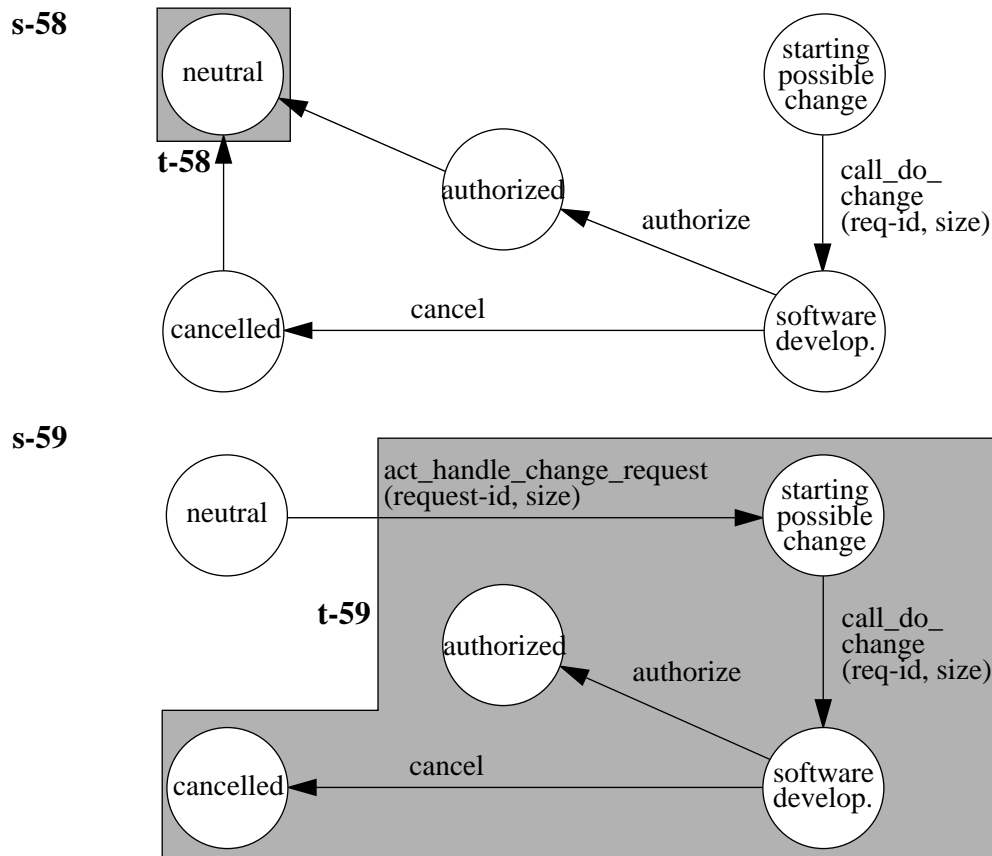 s-58
neutral
starting
possible
change
t-58
authorized
call_do_
change
(req-id, size)
authorize
cancelled
cancel
software
develop.
s-59
neutral
act_handle_change_request
(request-id, size)
starting
possible
change
t-59
authorized
call_do_
change
(req-id, size)
authorize
cancelled
cancel
software
develop.